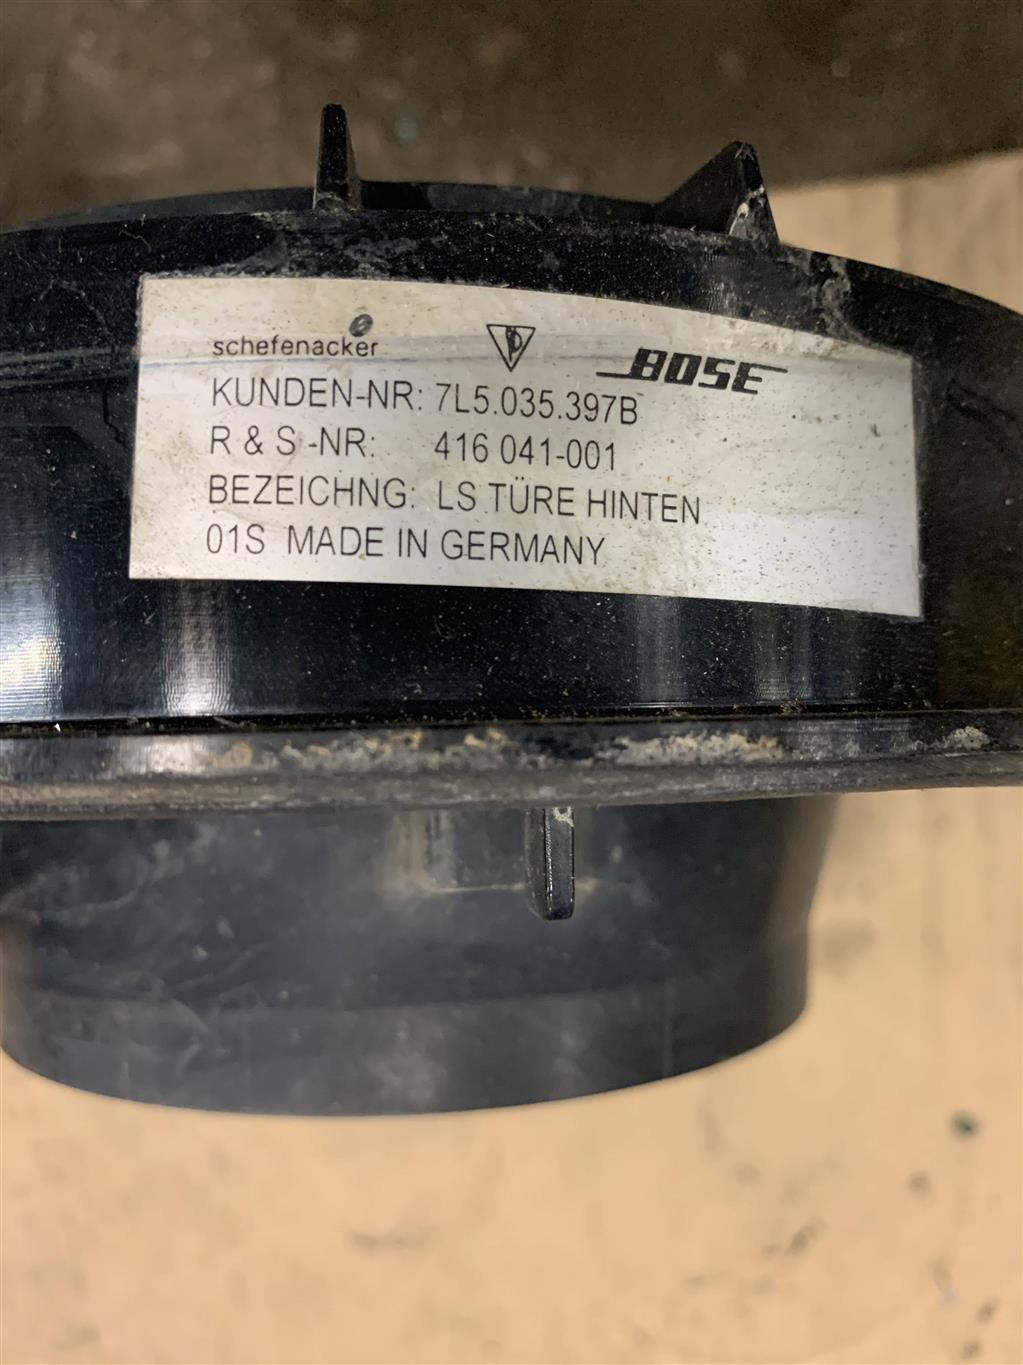 schefenacker
BOSE
KUNDEN-NR: 7L5.035.397B
R & S -NR: 416 041-001
BEZEICHNG: LS TÜRE HINTEN
01S MADE IN GERMANY